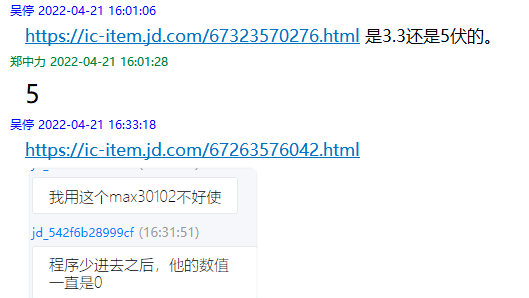 吴停 2022-04-21 16:01:06
https://ic-item.jd.com/67323570276.html 是3.3还是5伏的。
郑中力 2022-04-21 16:01:28
5
吴停 2022-04-21 16:33:18
https://ic-item.jd.com/67263576042.html
我用这个max30102不好使
jd_542f6b28999cf (16:31:51)
程序少进去之后，他的数值
一直是0